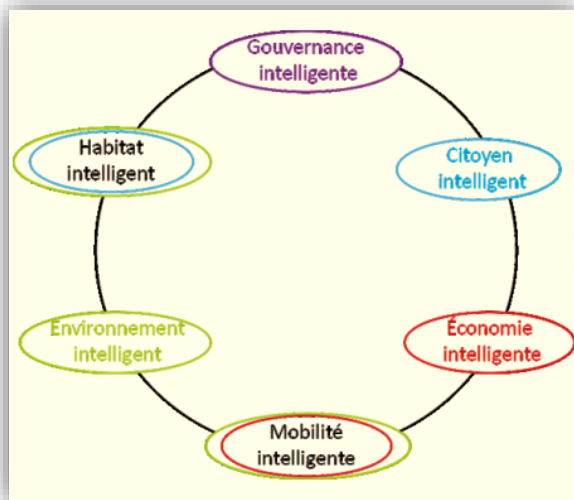 Gouvernance
intelligente
Habitat
intelligent
Citoyen
intelligent
Environnement
intelligent
Économie
intelligente
Mobilité
intelligente